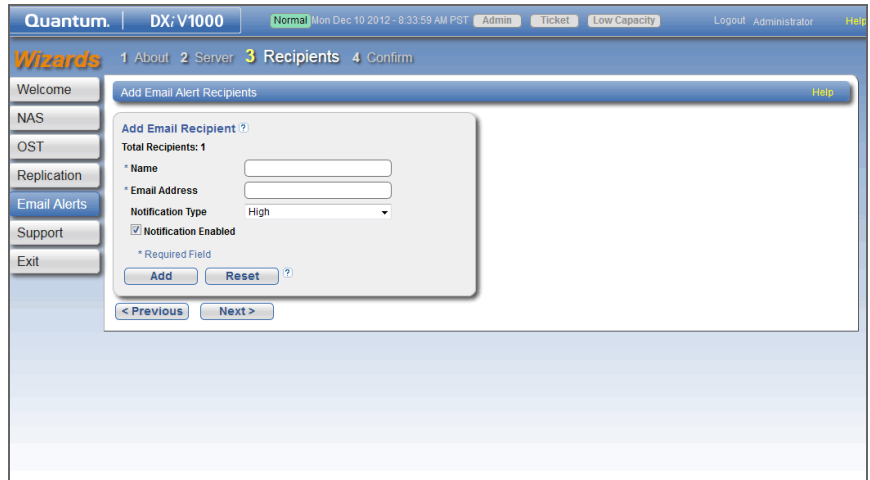 Quantum. DXi V1000 Normal Mon Dec 10 2012 - 8:33:59 AM PST Admin Ticket Low Capacity Logout Administrator Help
Wizards 1 About 2 Server 3 Recipients 4 Confirm
Welcome
NAS
OST
Replication
Email Alerts
Support
Exit
Add Email Alert Recipients Help
Add Email Recipient ?
Total Recipients: 1
* Name
* Email Address
Notification Type High
Notification Enabled
* Required Field
Add Reset ?
< Previous Next >